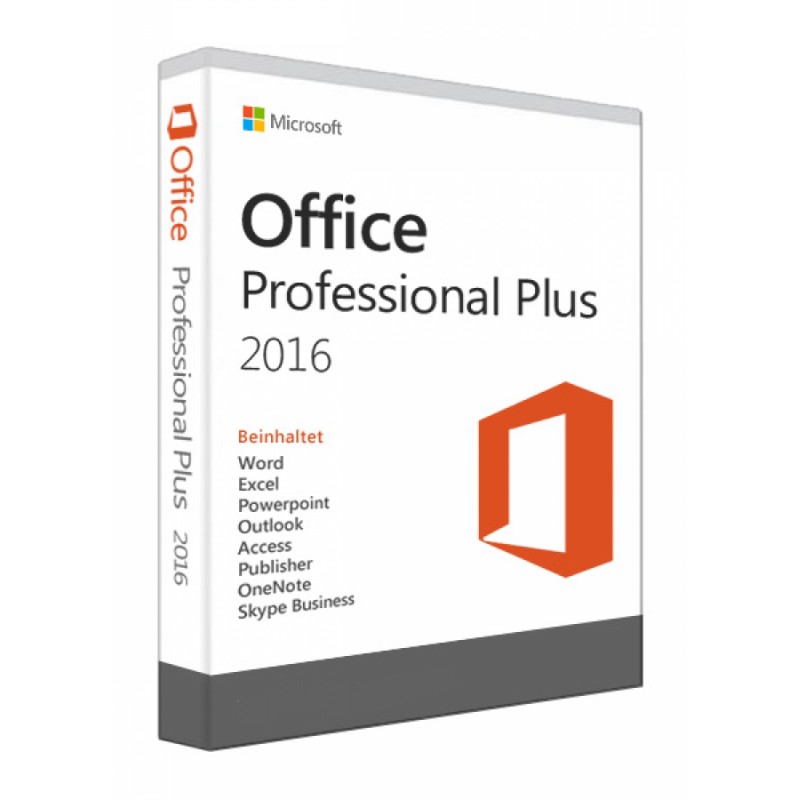 Microsoft
Office
Professional Plus
2016
Beinhaltet
Word
Excel
Powerpoint
Outlook
Access
Publisher
OneNote
Skype Business
Office Professional Plus 2016